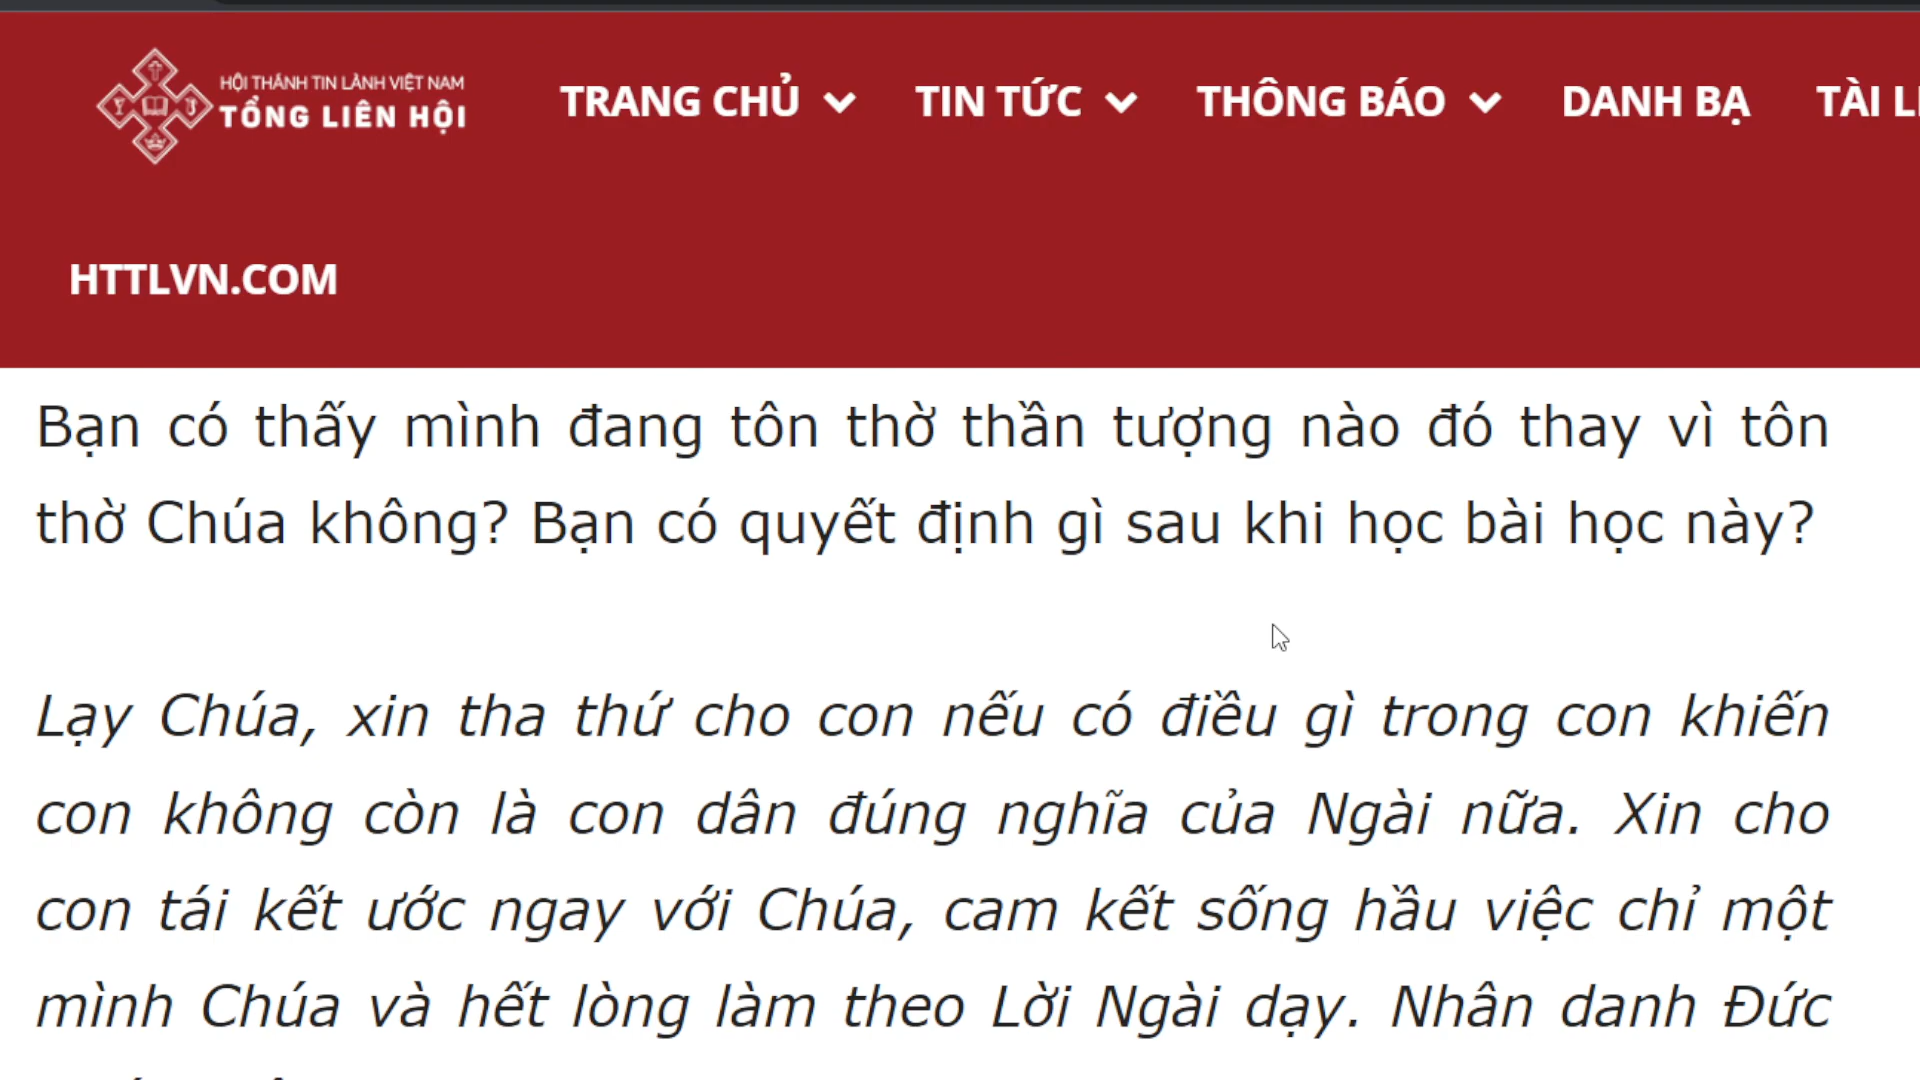 HỘI THÁNH TIN LÀNH VIỆT NAM
TỔNG LIÊN HỘI
TRANG CHỦ TIN TỨC THÔNG BÁO DANH BẠ TÀI
HTTLVN.COM
Bạn có thấy mình đang tôn thờ thần tượng nào đó thay vì tôn
thờ Chúa không? Bạn có quyết định gì sau khi học bài học này?
Lạy Chúa, xin tha thứ cho con nếu có điều gì trong con khiến
con không còn là con dân đúng nghĩa của Ngài nữa. Xin cho
con tái kết ước ngay với Chúa, cam kết sống hầu việc chỉ một
mình Chúa và hết lòng làm theo Lời Ngài dạy. Nhân danh Đức